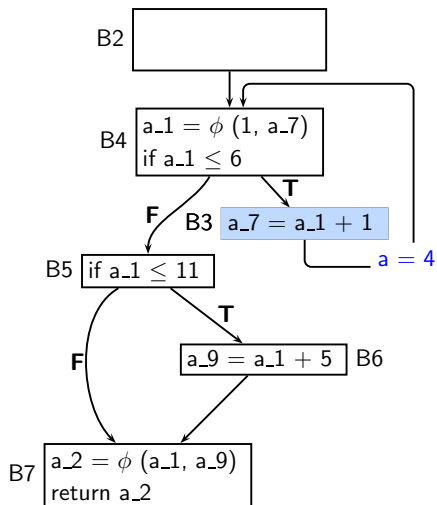 B2
B4
a_1 = ϕ (1, a_7)
if a_1 ≤ 6
F
T
B3
a_7 = a_1 + 1
a = 4
B5
if a_1 ≤ 11
F
T
a_9 = a_1 + 5
B6
B7
a_2 = ϕ (a_1, a_9)
return a_2